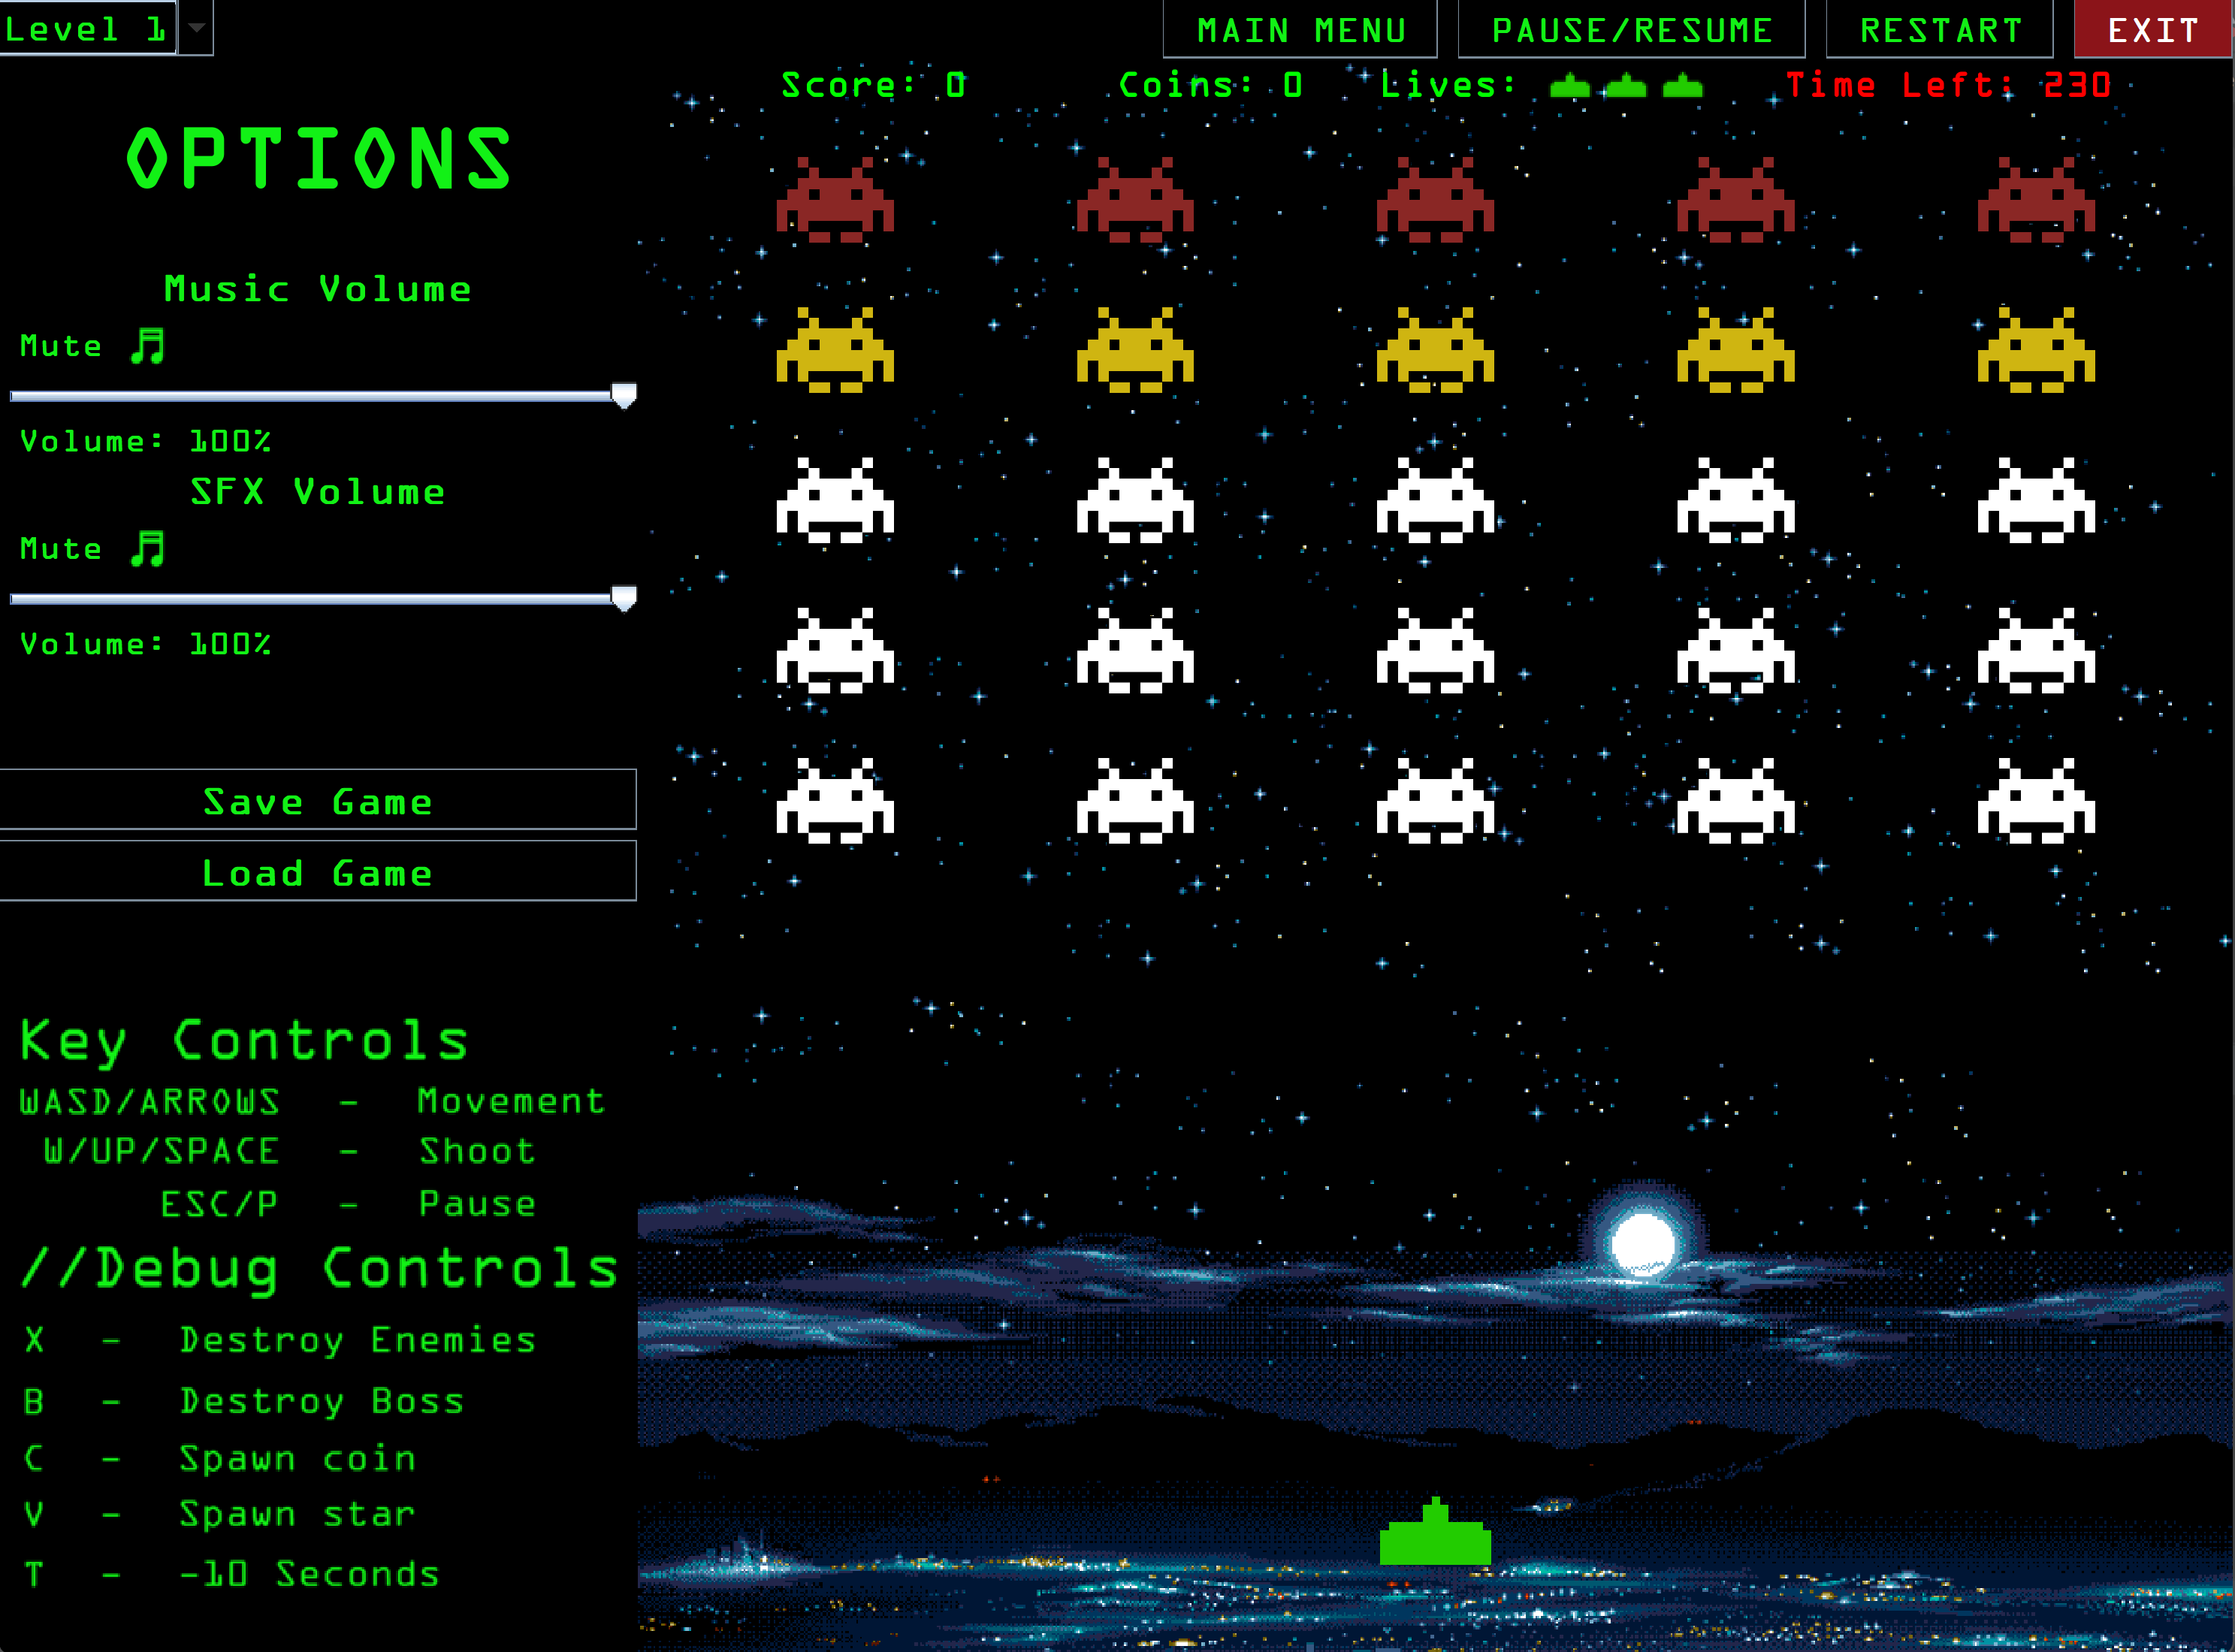 Level 1
MAIN MENU
PAUSE/RESUME
RESTART
EXIT
Score: 0
Coins: 0
Lives:
Time Left: 230
OPTIONS
Music Volume
Mute
Volume: 100%
SFX Volume
Mute
Volume: 100%
Save Game
Load Game
Key Controls
WASD/ARROWS - Movement
W/UP/SPACE - Shoot
ESC/P - Pause
//Debug Controls
X - Destroy Enemies
B - Destroy Boss
C - Spawn coin
V - Spawn star
T - -10 Seconds